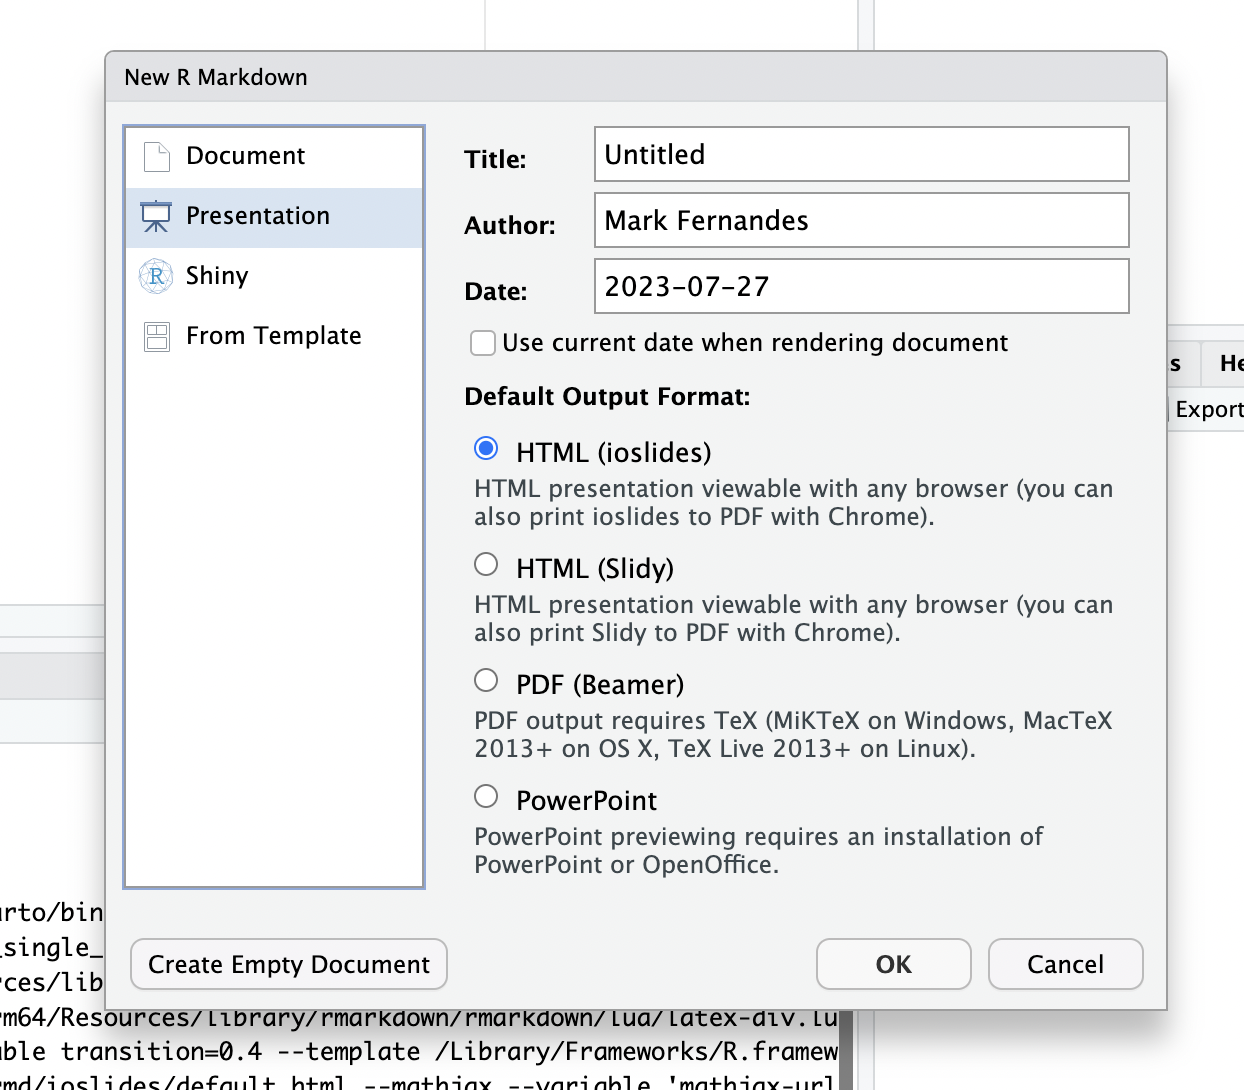 New R Markdown
Document
Presentation
Shiny
From Template
Title:
Untitled
Author:
Mark Fernandes
Date:
2023-07-27
Use current date when rendering document
Default Output Format:
HTML (ioslides)
HTML presentation viewable with any browser (you can
also print ioslides to PDF with Chrome).
HTML (Slidy)
HTML presentation viewable with any browser (you can
also print Slidy to PDF with Chrome).
PDF (Beamer)
PDF output requires TeX (MiKTeX on Windows, MacTeX
2013+ on OS X, TeX Live 2013+ on Linux).
PowerPoint
PowerPoint previewing requires an installation of
PowerPoint or OpenOffice.
Create Empty Document
OK
Cancel
s
He
Export
arto/bin
_single_
rces/lib
rm64/Resources/library/rmarkdown/rmarkdown/lua/latex-div.lu
able transition=0.4 --template /Library/Frameworks/R.framew
rmd/ioslides/default.html --mathjax --variable 'mathjax-url